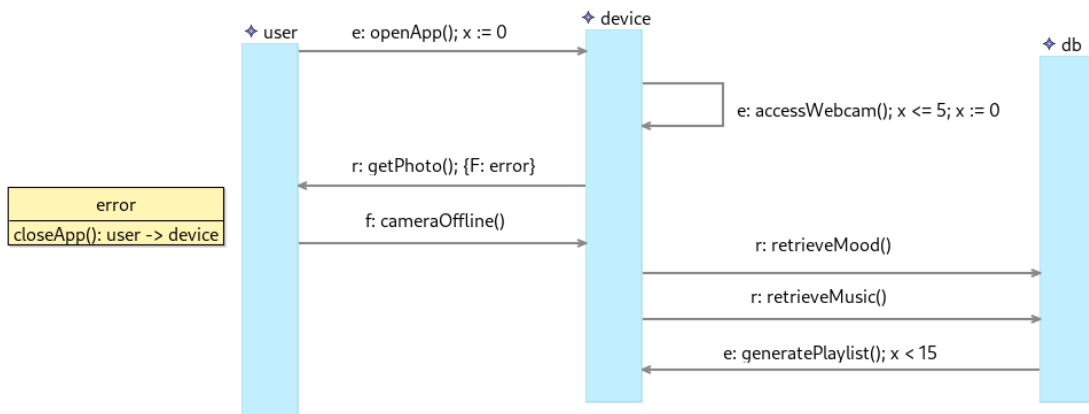 user
device
db
e: openApp(); x := 0
e: accessWebcam(); x <= 5; x := 0
r: getPhoto(); {F: error}
error
closeApp(): user -> device
f: cameraOffline()
r: retrieveMood()
r: retrieveMusic()
e: generatePlaylist(); x < 15